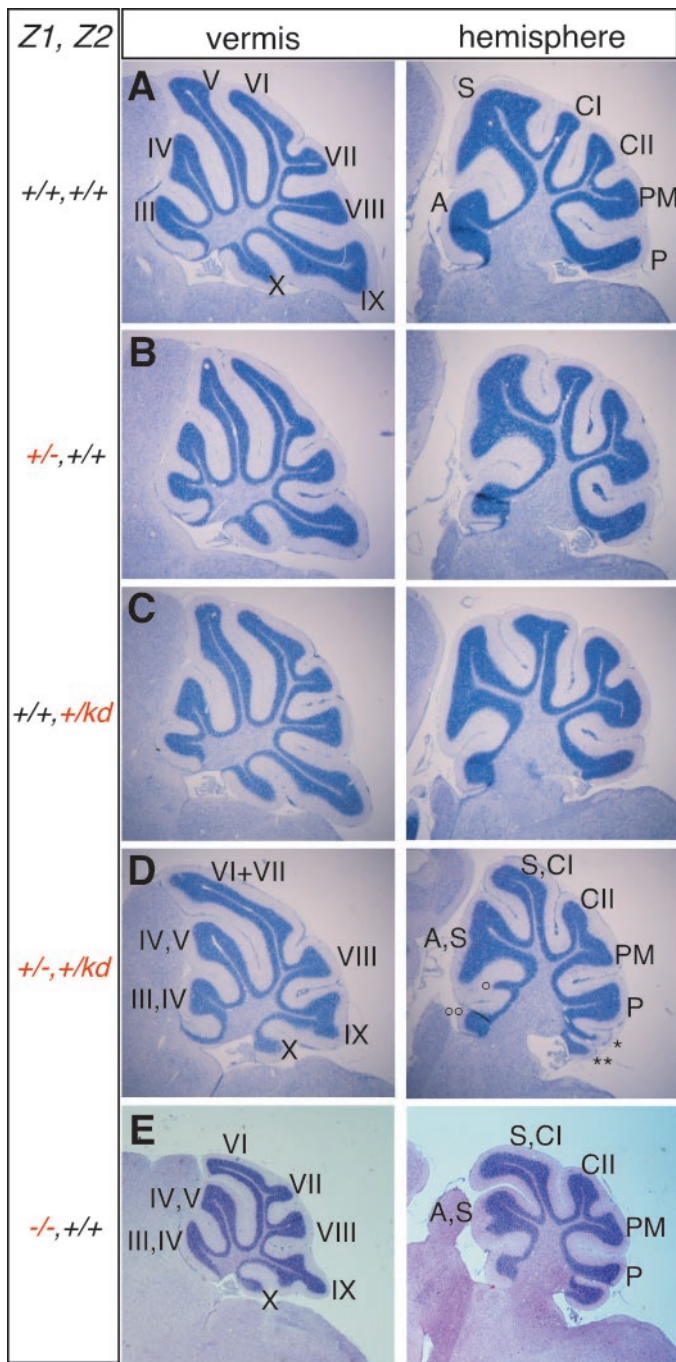 Z1, Z2 vermis hemisphere
A V VI S CI
IV VII CII
+/+,+/+
III VIII A PM
X IX P
B
+/-,+/+
C
+/+,+/kd
D VI+VII S,CI CII
IV,V VIII A,S PM
+/-,+/kd
III,IV ° P
X IX °° *
**
E VI S,CI CII
IV,V VII A,S
-/-,+/+
III,IV VIII PM
X IX P